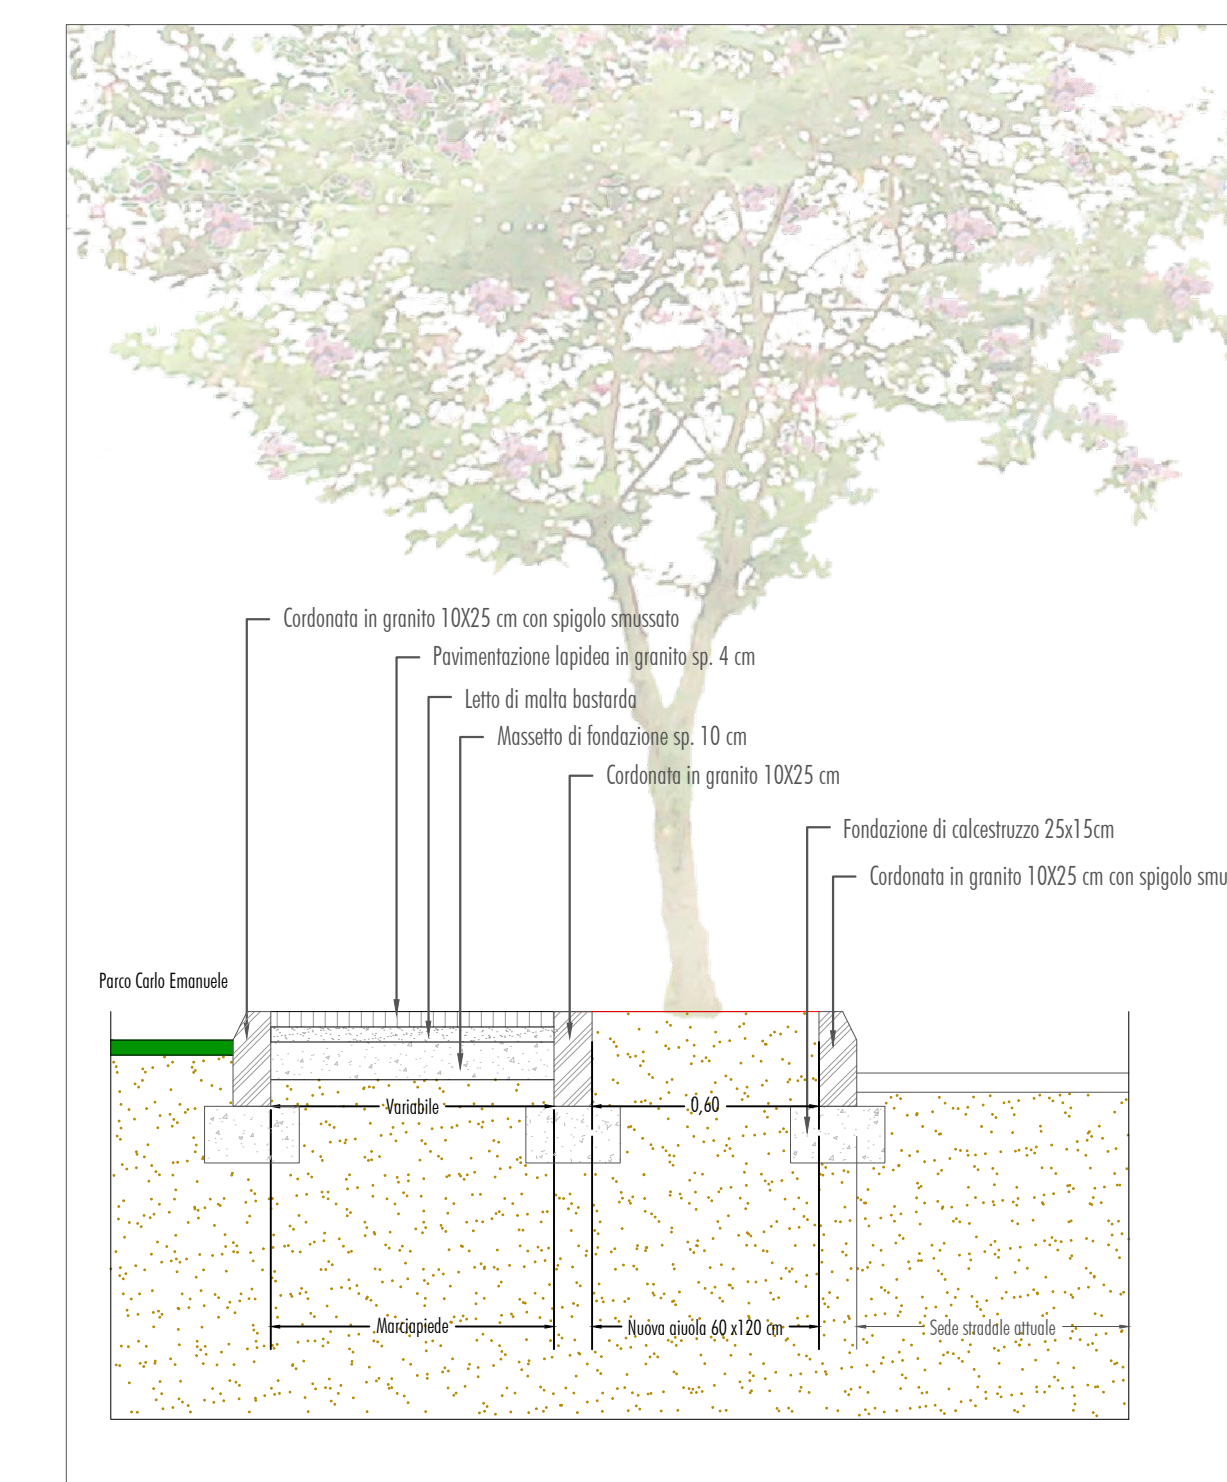 Cordonata in granito 10X25 cm con spigolo smussato
Pavimentazione lapidea in granito sp. 4 cm
Letto di malta bastarda
Massetto di fondazione sp. 10 cm
Cordonata in granito 10X25 cm
Fondazione di calcestruzzo 25x15cm
Cordonata in granito 10X25 cm con spigolo smu
Parco Carlo Emanuele
Variabile
0,60
Marciapiede
Nuova aiuola 60 x120 cm
Sede stradale attuale